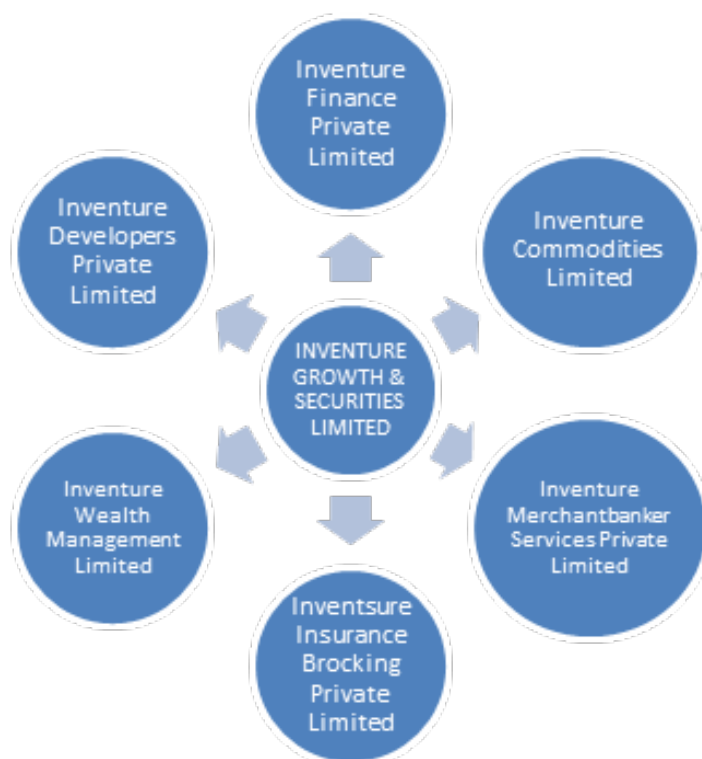 Inventure
Finance
Private
Limited
Inventure
Developers
Private
Limited
Inventure
Commodities
Limited
INVENTURE
GROWTH &
SECURITIES
LIMITED
Inventure
Wealth
Management
Limited
Inventure
Merchantbanker
Services Private
Limited
Inventsure
Insurance
Brocking
Private
Limited